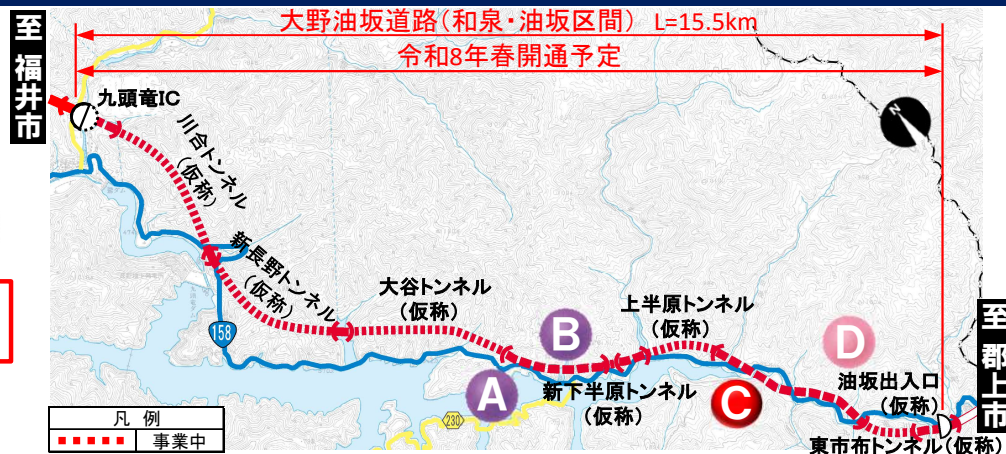 大野油坂道路(和泉・油坂区間) L=15.5km
令和8年春開通予定
至 福井市
九頭竜IC
川合トンネル
(仮称)
N
新長野トンネル
(仮称)
大谷トンネル
(仮称)
上半原トンネル
(仮称)
158
A
B
C
D
新下半原トンネル
(仮称)
油坂出入口
(仮称)
至 郡上市
230
東市布トンネル(仮称)
凡 例
事業中